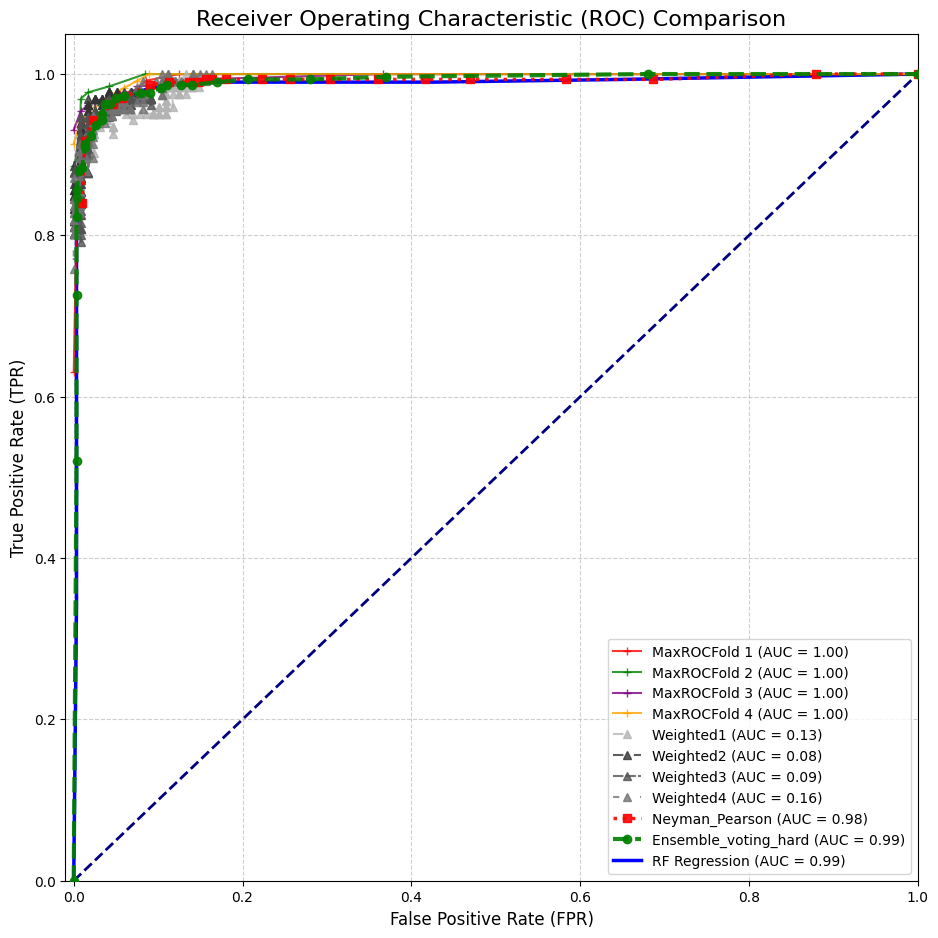 Receiver Operating Characteristic (ROC) Comparison
True Positive Rate (TPR)
1.0
0.8
0.6
0.4
0.2
0.0
MaxROCFold 1 (AUC = 1.00)
MaxROCFold 2 (AUC = 1.00)
MaxROCFold 3 (AUC = 1.00)
MaxROCFold 4 (AUC = 1.00)
Weighted1 (AUC = 0.13)
Weighted2 (AUC = 0.08)
Weighted3 (AUC = 0.09)
Weighted4 (AUC = 0.16)
Neyman_Pearson (AUC = 0.98)
Ensemble_voting_hard (AUC = 0.99)
RF Regression (AUC = 0.99)
0.0 0.2 0.4 0.6 0.8 1.0
False Positive Rate (FPR)